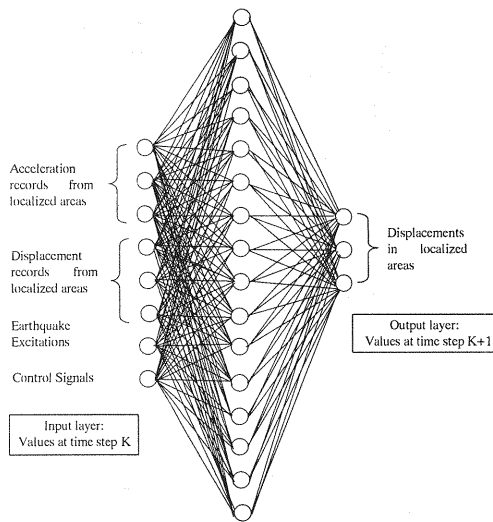 Acceleration
records from
localized areas
Displacement
records from
localized areas
Earthquake
Excitations
Control Signals
Input layer:
Values at time step K
Displacements
in localized
areas
Output layer:
Values at time step K+1